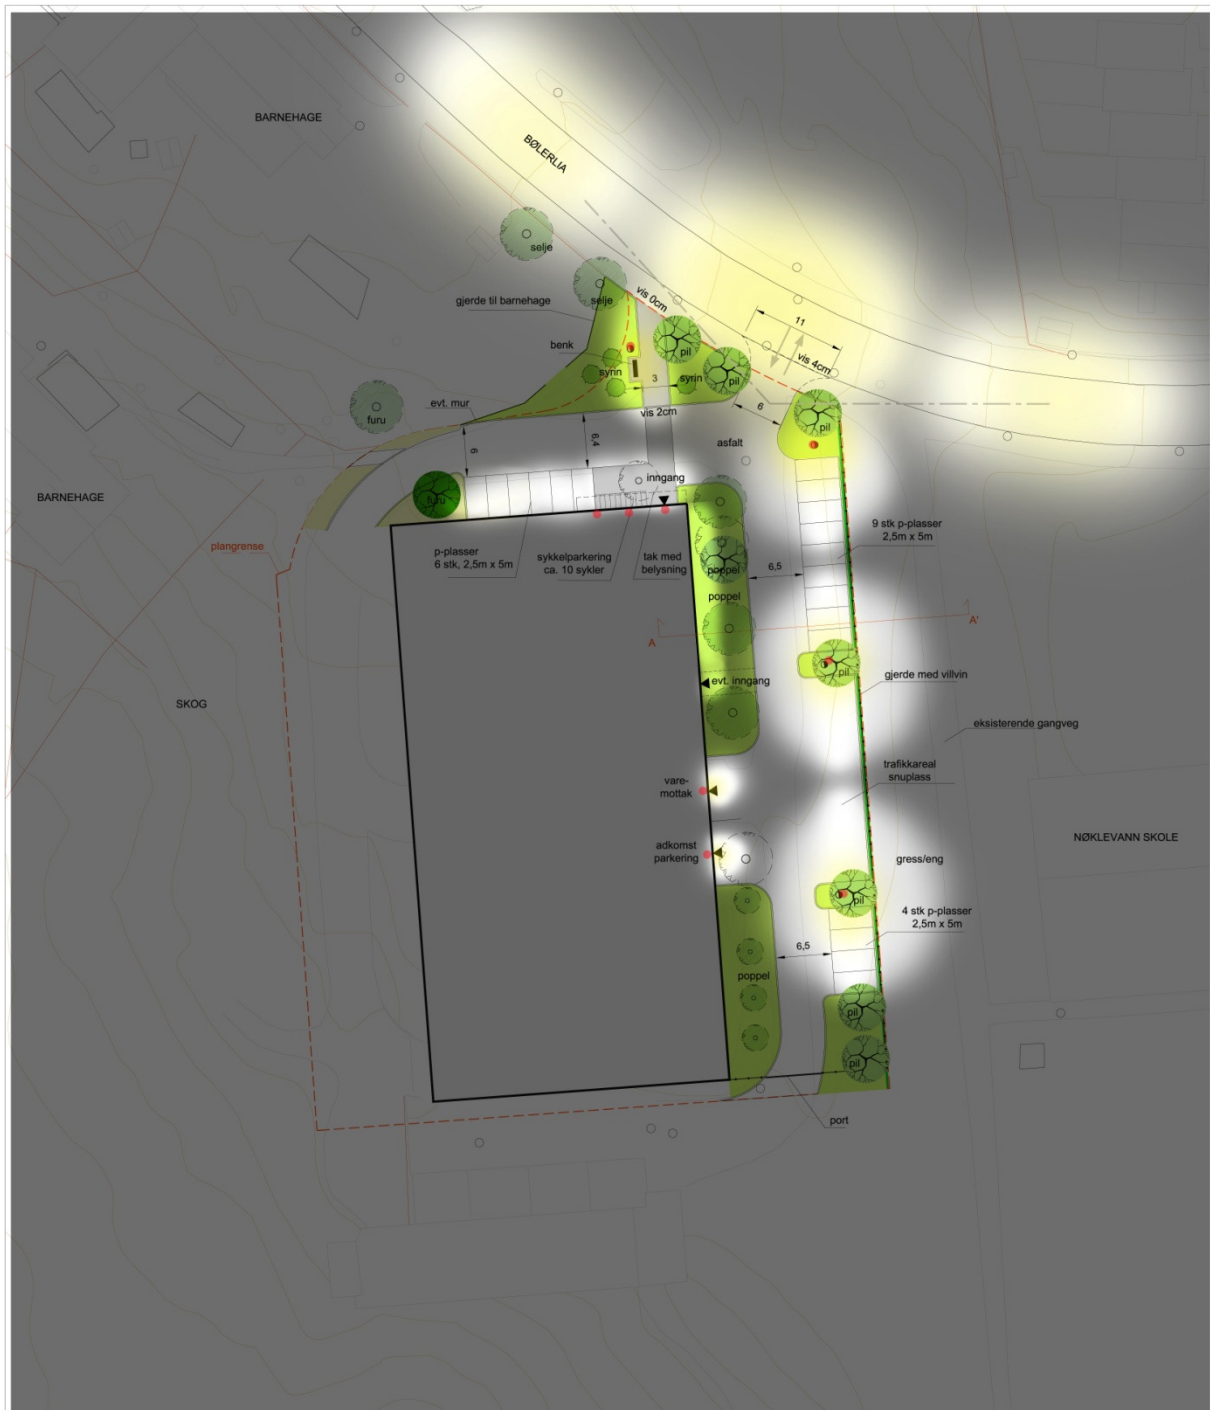 BARNEHAGE
BØLERLIA
selje
gjerde til barnehage
selje
vis 0cm
11
benk
pil
vis 4cm
syrin
3
syrin
pil
evt. mur
furu
vis 2cm
6
pil
6
6,4
asfalt
BARNEHAGE
furu
inngang
plangrense
p-plasser
6 stk, 2,5m x 5m
sykkelparkering
ca. 10 sykler
tak med
belysning
9 stk p-plasser
2,5m x 5m
poppel
6,5
poppel
A
A'
evt. inngang
pil
gjerde med villvin
SKOG
eksisterende gangveg
trafikkareal
snuplass
vare-
mottak
NØKLEVANN SKOLE
adkomst
parkering
gress/eng
pil
4 stk p-plasser
2,5m x 5m
6,5
poppel
pil
pil
port